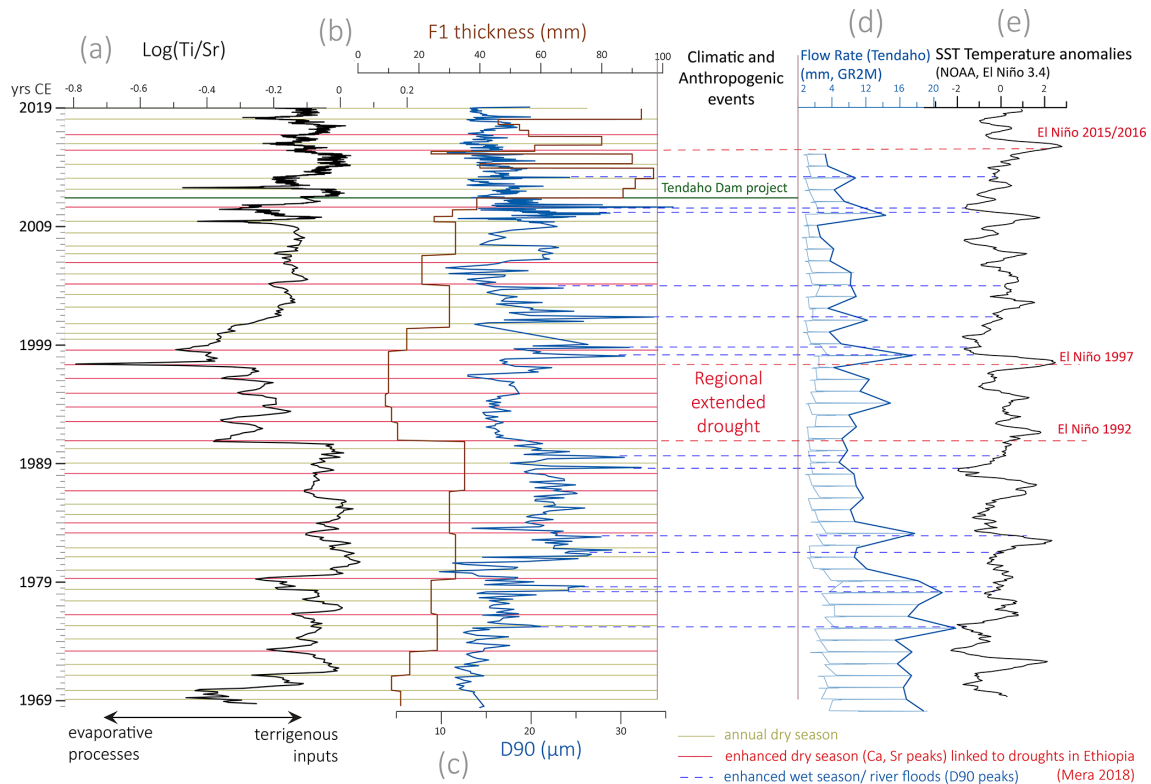 (a)
Log(Ti/Sr)
(b)
F1 thickness (mm)
Climatic and
Anthropogenic
events
(d)
Flow Rate (Tendaho)
(mm, GR2M)
(e)
SST Temperature anomalies
(NOAA, El Niño 3.4)
yrs CE
-0.8 -0.6 -0.4 -0.2 0 0.2
0 20 40 60 80 100
2 4 8 12 16 20
-2 0 2
2019
2009
1999
1989
1979
1969
El Niño 2015/2016
Tendaho Dam project
El Niño 1997
Regional
extended
drought
El Niño 1992
evaporative
processes
terrigenous
inputs
0 10 20 30
D90 (µm)
(c)
annual dry season
enhanced dry season (Ca, Sr peaks) linked to droughts in Ethiopia
(Mera 2018)
enhanced wet season/ river floods (D90 peaks)